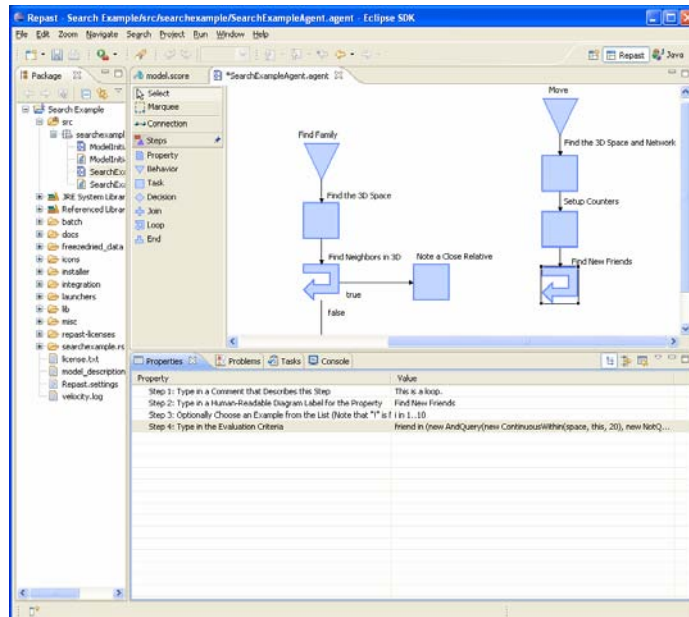 Repast - Search Example/src/searchexample/SearchExampleAgent.agent - Eclipse SDK
File Edit Zoom Navigate Search Project Run Window Help
Repast Java
Package
Search Example
src
searchexampl
ModelIniti
ModelIniti
SearchExa
SearchExa
JRE System Librar
Referenced Librar
batch
docs
freezedried_data
icons
installer
integration
launchers
lib
misc
repast-licenses
searchexample.rs
license.txt
model_description
Repast.settings
velocity.log
model.score *SearchExampleAgent.agent
Select
Marquee
Connection
Steps
Property
Behavior
Task
Decision
Join
Loop
End
Find Family
Find the 3D Space
Find Neighbors in 3D
Note a Close Relative
true
false
Move
Find the 3D Space and Network
Setup Counters
Find New Friends
Properties Problems Tasks Console
Property Value
Step 1: Type in a Comment that Describes this Step This is a loop.
Step 2: Type in a Human-Readable Diagram Label for the Property Find New Friends
Step 3: Optionally Choose an Example from the List (Note that "I" is f i in 1..10
Step 4: Type in the Evaluation Criteria friend in (new AndQuery(new ContinuousWithin(space, this, 20), new NotQ...